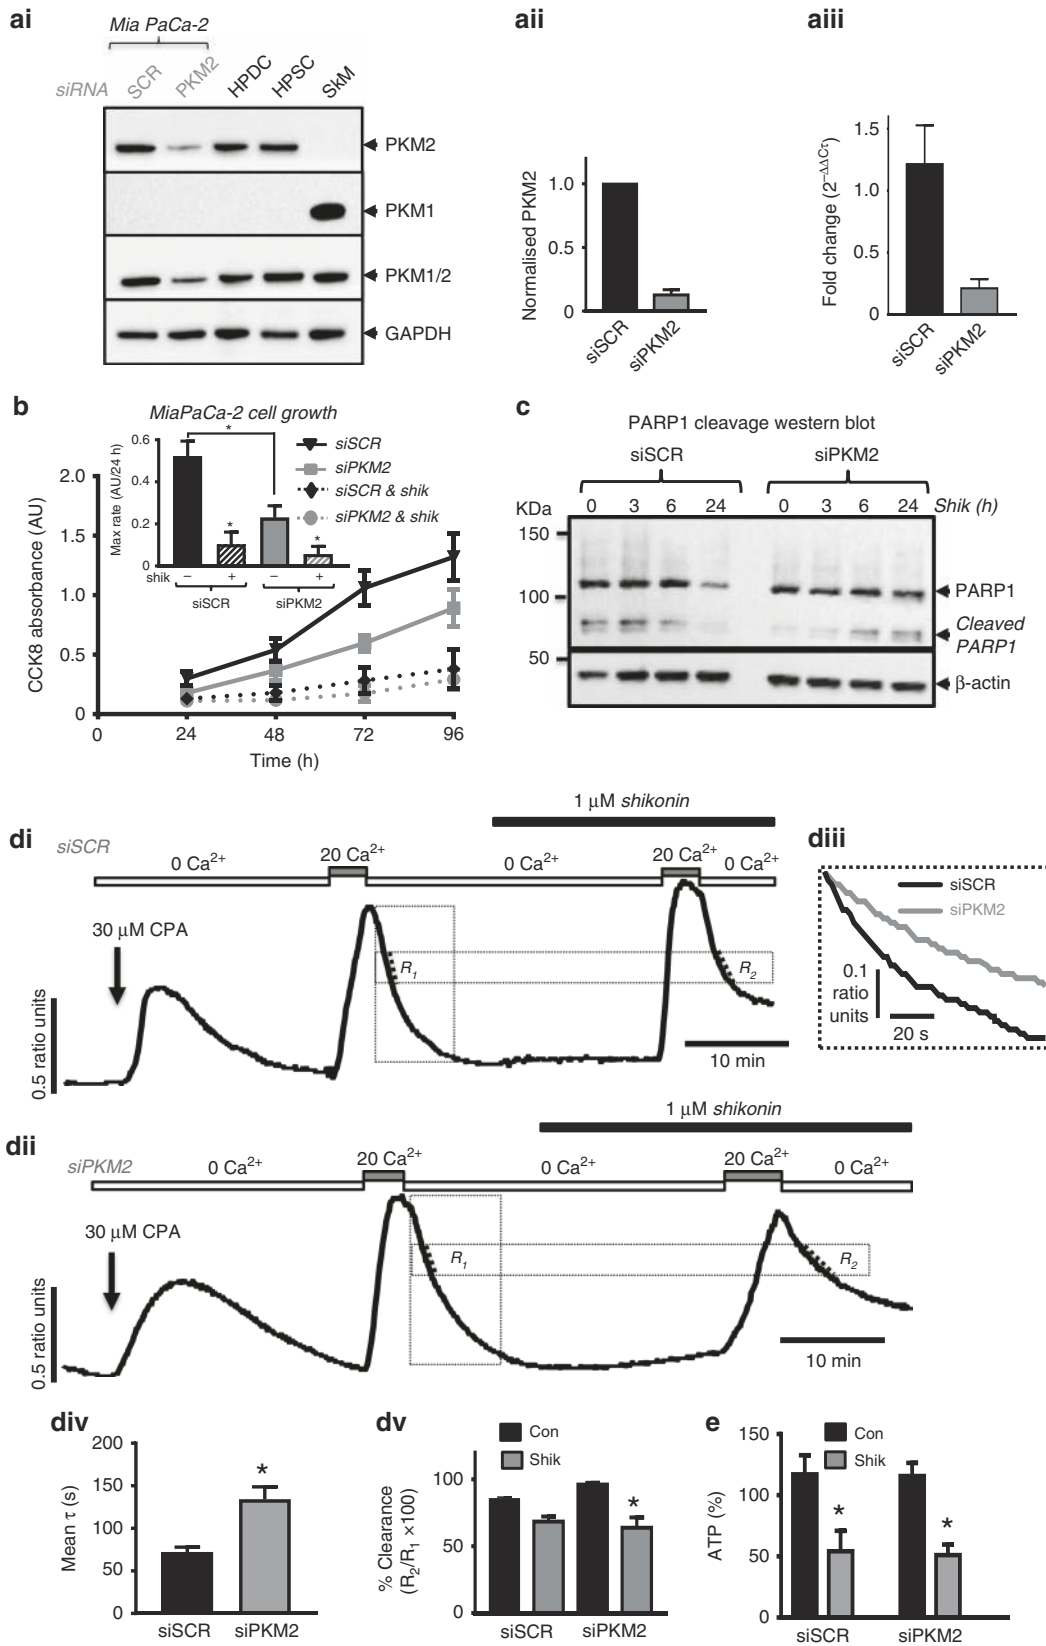 ai
Mia PaCa-2
siRNA
SCR
PKM2
HPDC
HPSC
SkM
PKM2
PKM1
PKM1/2
GAPDH
aii
Normalised PKM2
1.0
0.5
0
siSCR
siPKM2
aiii
Fold change (2–ΔΔCτ)
1.5
1.0
0.5
0
siSCR
siPKM2
b
MiaPaCa-2 cell growth
CCK8 absorbance (AU)
2.0
1.5
1.0
0.5
0
0 24 48 72 96
Time (h)
Max rate (AU/24 h)
0.6
0.4
0.2
0
*
* *
shik – + – +
siSCR siPKM2
siSCR
siPKM2
siSCR & shik
siPKM2 & shik
c
PARP1 cleavage western blot
siSCR siPKM2
KDa 0 3 6 24 0 3 6 24 Shik (h)
150
100
50
PARP1
Cleaved
PARP1
β-actin
di
siSCR
1 μM shikonin
0 Ca2+ 20 Ca2+ 0 Ca2+ 20 Ca2+ 0 Ca2+
30 μM CPA
R1 R2
0.5 ratio units
10 min
diii
siSCR
siPKM2
0.1
ratio
units
20 s
dii
siPKM2
1 μM shikonin
0 Ca2+ 20 Ca2+ 0 Ca2+ 20 Ca2+ 0 Ca2+
30 μM CPA
R1 R2
0.5 ratio units
10 min
div
Mean τ (s)
200
150
100
50
0
*
siSCR siPKM2
dv
Con
Shik
% Clearance
(R2/R1 ×100)
100
50
0
*
siSCR siPKM2
e
Con
Shik
ATP (%)
150
100
50
0
* *
siSCR siPKM2